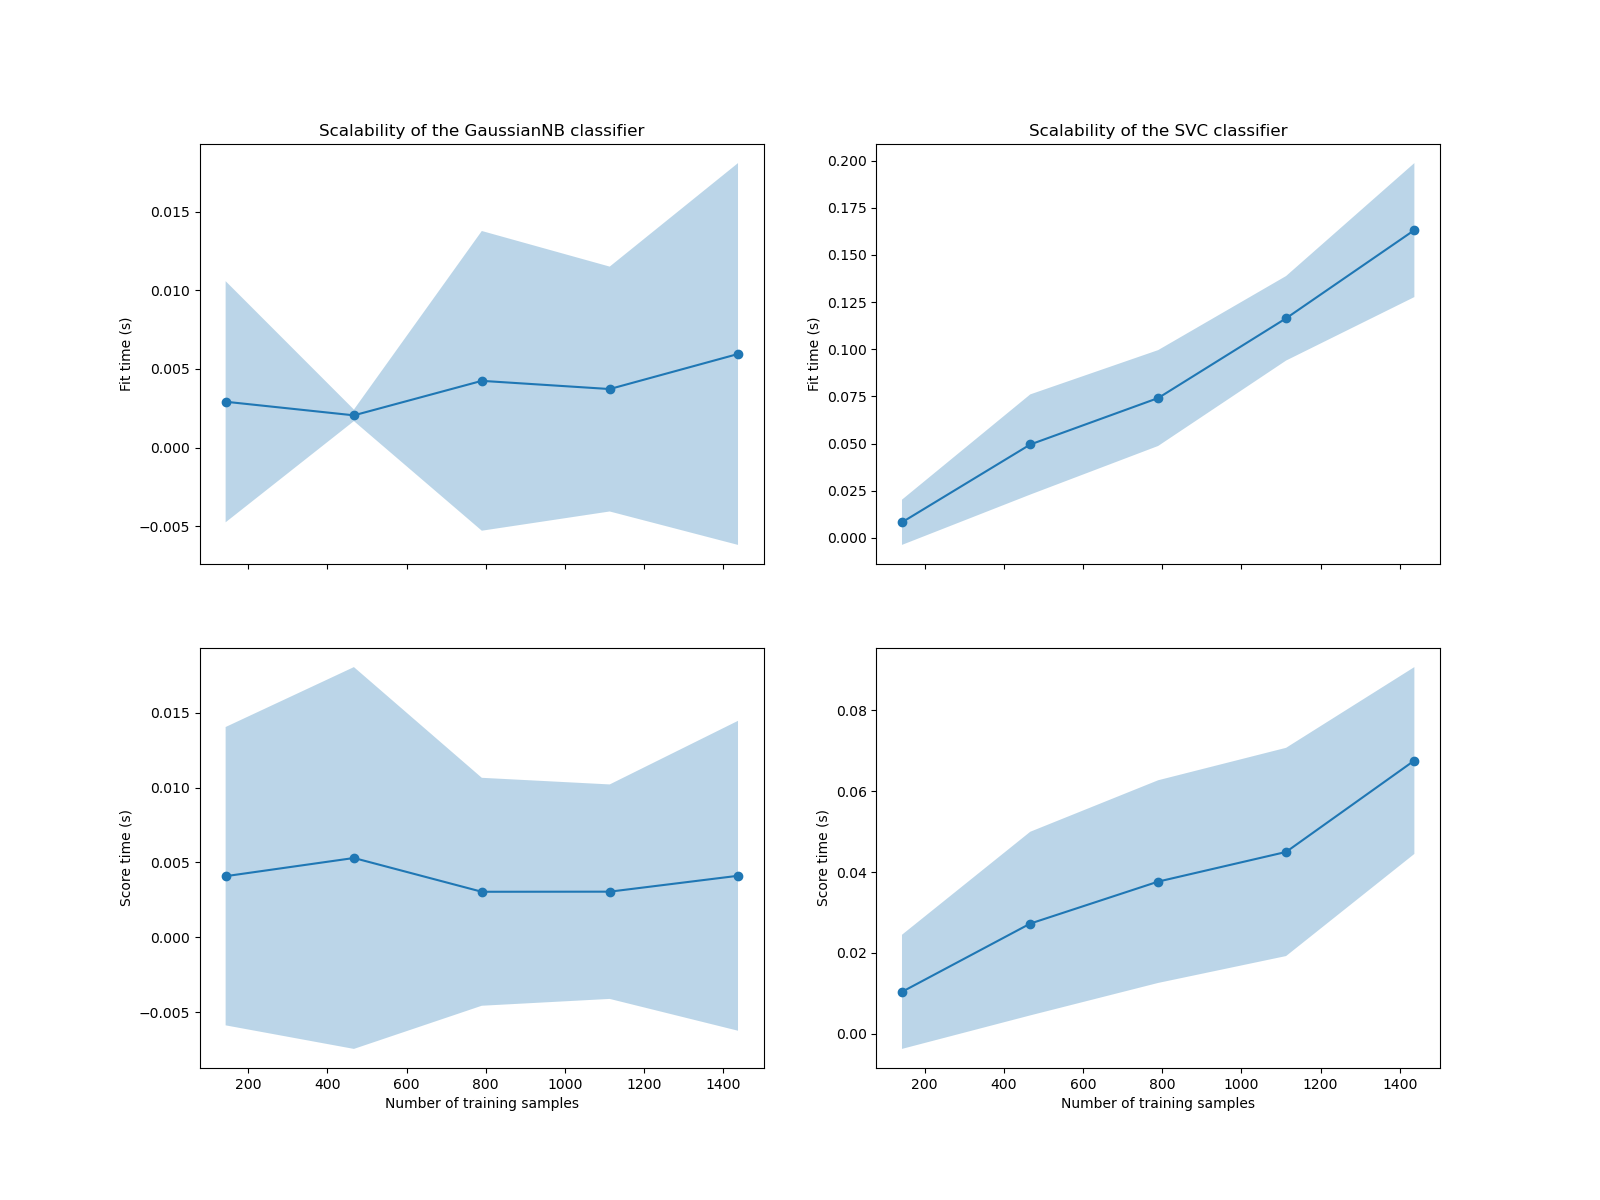 Scalability of the GaussianNB classifier
0.015
0.010
0.005
0.000
−0.005
Fit time (s)
Scalability of the SVC classifier
0.200
0.175
0.150
0.125
0.100
0.075
0.050
0.025
0.000
Fit time (s)
0.015
0.010
0.005
0.000
−0.005
Score time (s)
200 400 600 800 1000 1200 1400
Number of training samples
0.08
0.06
0.04
0.02
0.00
Score time (s)
200 400 600 800 1000 1200 1400
Number of training samples